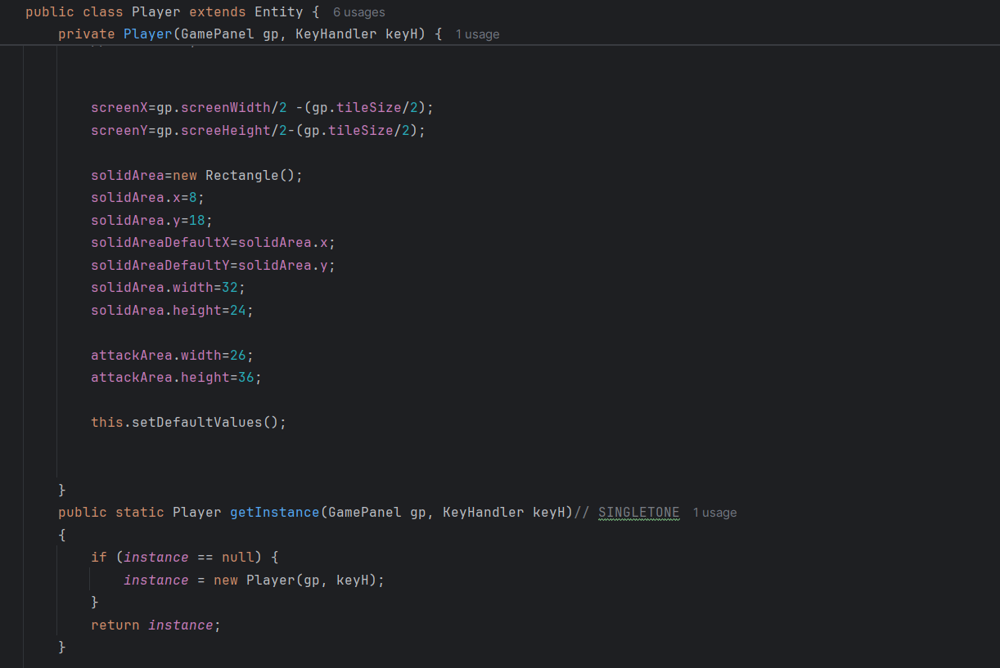 public class Player extends Entity {   6 usages
    private Player(GamePanel gp, KeyHandler keyH) {   1 usage
        screenX=gp.screenWidth/2 -(gp.tileSize/2);
        screenY=gp.screeHeight/2-(gp.tileSize/2);
        solidArea=new Rectangle();
        solidArea.x=8;
        solidArea.y=18;
        solidAreaDefaultX=solidArea.x;
        solidAreaDefaultY=solidArea.y;
        solidArea.width=32;
        solidArea.height=24;
        attackArea.width=26;
        attackArea.height=36;
        this.setDefaultValues();
    }
    public static Player getInstance(GamePanel gp, KeyHandler keyH)// SINGLETONE   1 usage
    {
        if (instance == null) {
            instance = new Player(gp, keyH);
        }
        return instance;
    }